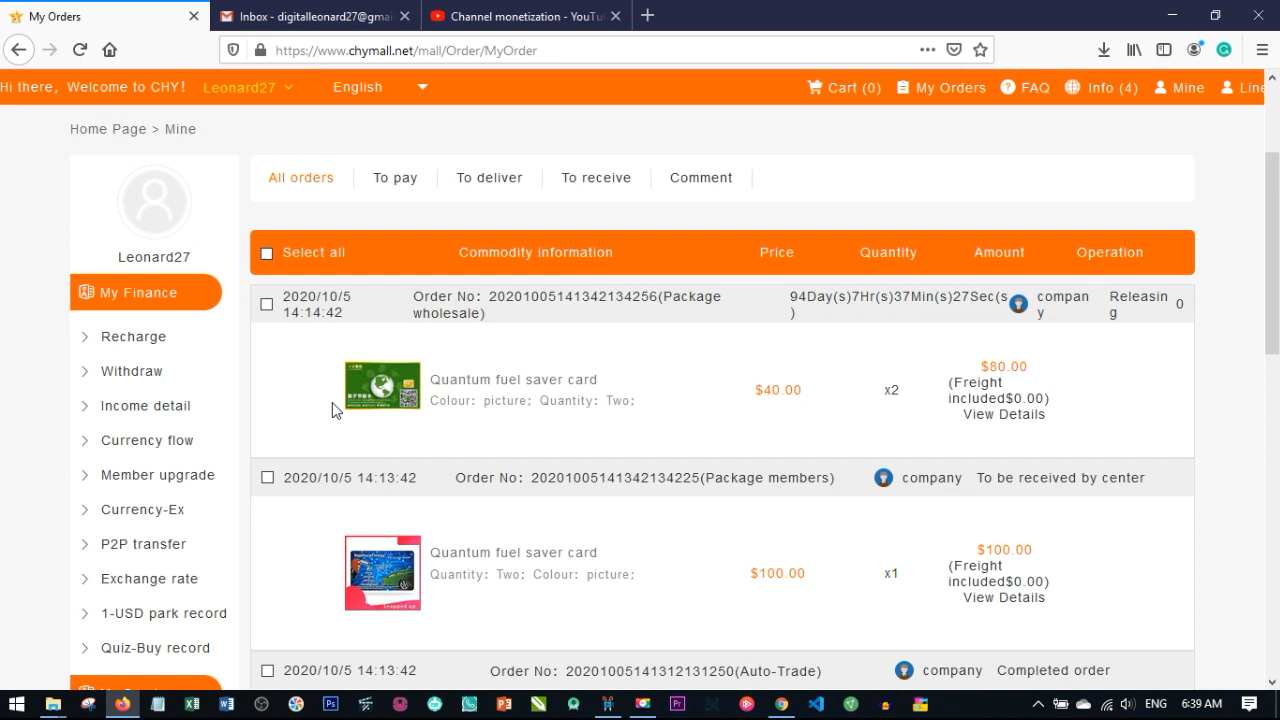 My Orders
Inbox - digitalleonard27@gmai
Channel monetization - YouTu
https://www.chymall.net/mall/Order/MyOrder
Hi there, Welcome to CHY!
Leonard27
English
Cart (0)
My Orders
FAQ
Info (4)
Mine
Line
Home Page > Mine
Leonard27
My Finance
Recharge
Withdraw
Income detail
Currency flow
Member upgrade
Currency-Ex
P2P transfer
Exchange rate
1-USD park record
Quiz-Buy record
All orders
To pay
To deliver
To receive
Comment
Select all
Commodity information
Price
Quantity
Amount
Operation
2020/10/5
14:14:42
Order No: 20201005141342134256(Package
wholesale)
94Day(s)7Hr(s)37Min(s)27Sec(s
)
compan
y
Releasin
g
0
Quantum fuel saver card
Colour: picture; Quantity: Two;
$40.00
x2
$80.00
(Freight
included$0.00)
View Details
2020/10/5 14:13:42
Order No: 20201005141342134225(Package members)
company
To be received by center
Snapped up
Quantum fuel saver card
Quantity: Two; Colour: picture;
$100.00
x1
$100.00
(Freight
included$0.00)
View Details
2020/10/5 14:13:42
Order No: 20201005141312131250(Auto-Trade)
company
Completed order
ENG
6:39 AM